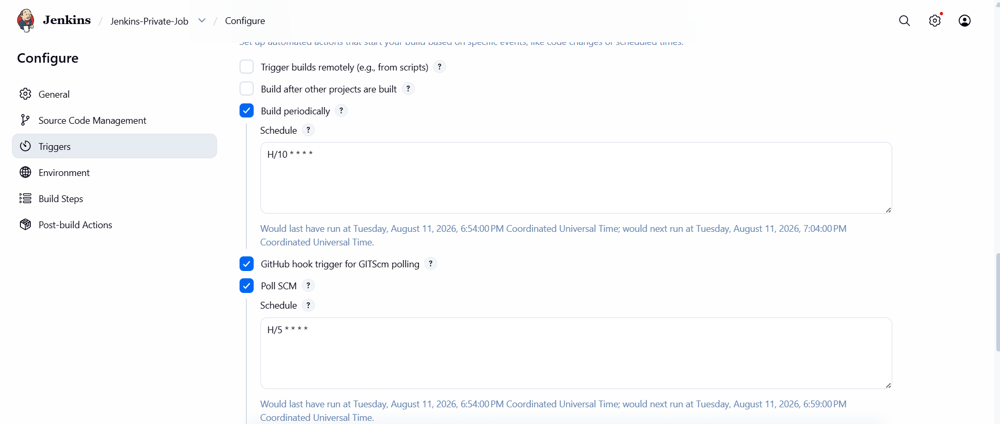 Jenkins / Jenkins-Private-Job / Configure
Configure
General
Source Code Management
Triggers
Environment
Build Steps
Post-build Actions
Set up automated actions that start your build based on specific events, like code changes or scheduled times.
Trigger builds remotely (e.g., from scripts) ?
Build after other projects are built ?
Build periodically ?
Schedule ?
H/10 * * * *
Would last have run at Tuesday, August 11, 2026, 6:54:00 PM Coordinated Universal Time; would next run at Tuesday, August 11, 2026, 7:04:00 PM
Coordinated Universal Time.
GitHub hook trigger for GITScm polling ?
Poll SCM ?
Schedule ?
H/5 * * * *
Would last have run at Tuesday, August 11, 2026, 6:54:00 PM Coordinated Universal Time; would next run at Tuesday, August 11, 2026, 6:59:00 PM
Coordinated Universal Time.